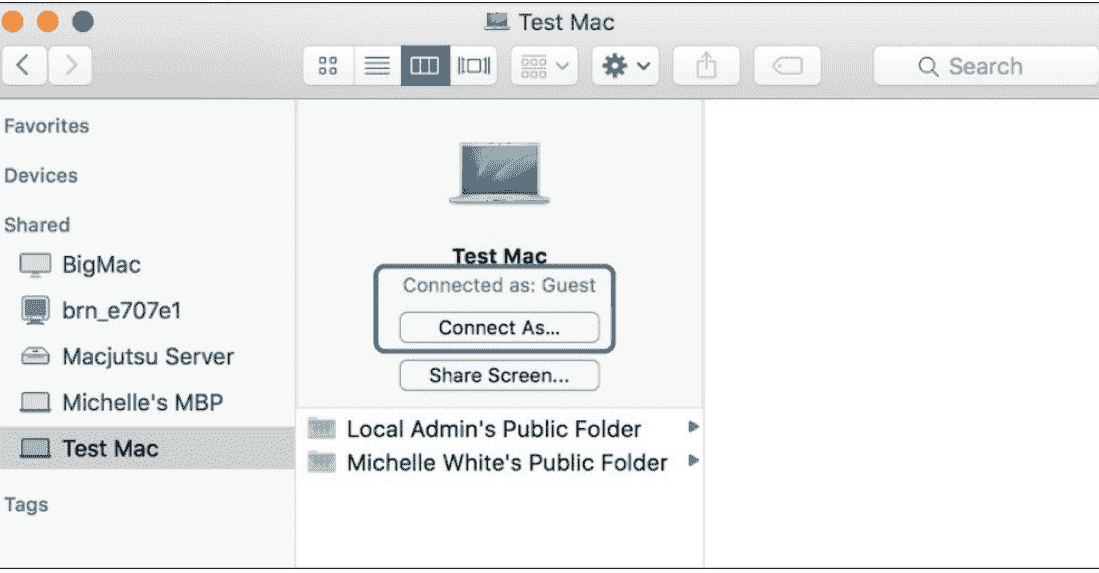 Test Mac
Search
Favorites
Devices
Shared
BigMac
brn_e707e1
Macjutsu Server
Michelle's MBP
Test Mac
Tags
Test Mac
Connected as: Guest
Connect As...
Share Screen...
Local Admin's Public Folder
Michelle White's Public Folder